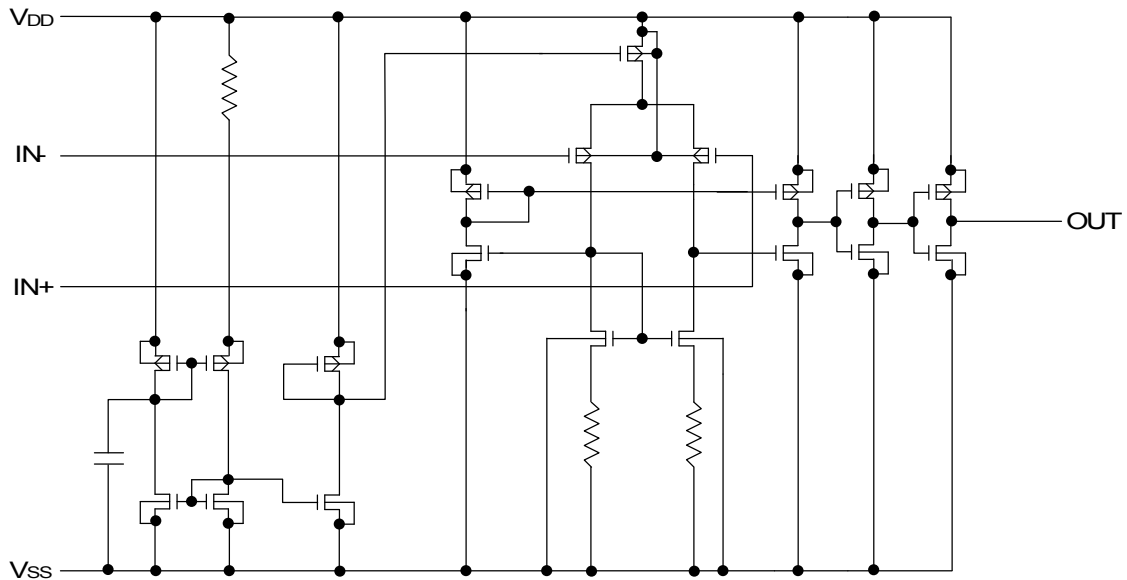 VDD
IN-
OUT
IN+
VSS